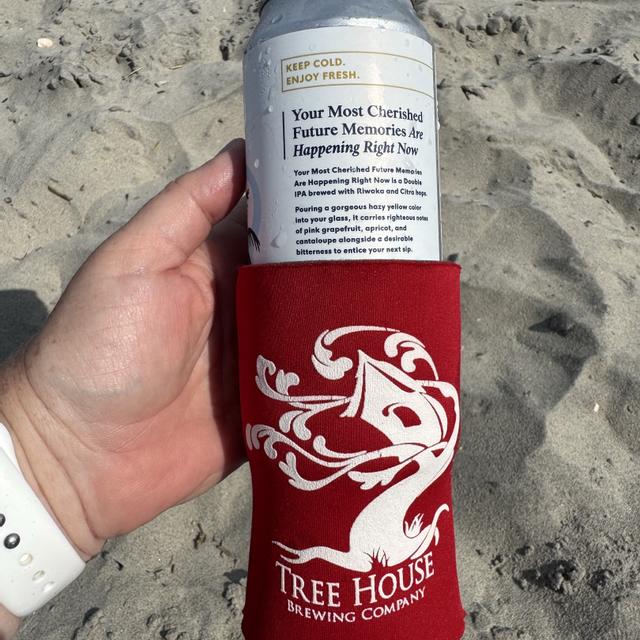 KEEP COLD.
ENJOY FRESH.
Your Most Cherished
Future Memories Are
Happening Right Now
Your Most Cherished Future Memories
Are Happening Right Now is a Double
IPA brewed with Riwaka and Citra hops.
Pouring a gorgeous hazy yellow color
into your glass, it carries righteous notes
of pink grapefruit, apricot, and
cantaloupe alongside a desirable
bitterness to entice your next sip.
TREE HOUSE
BREWING COMPANY